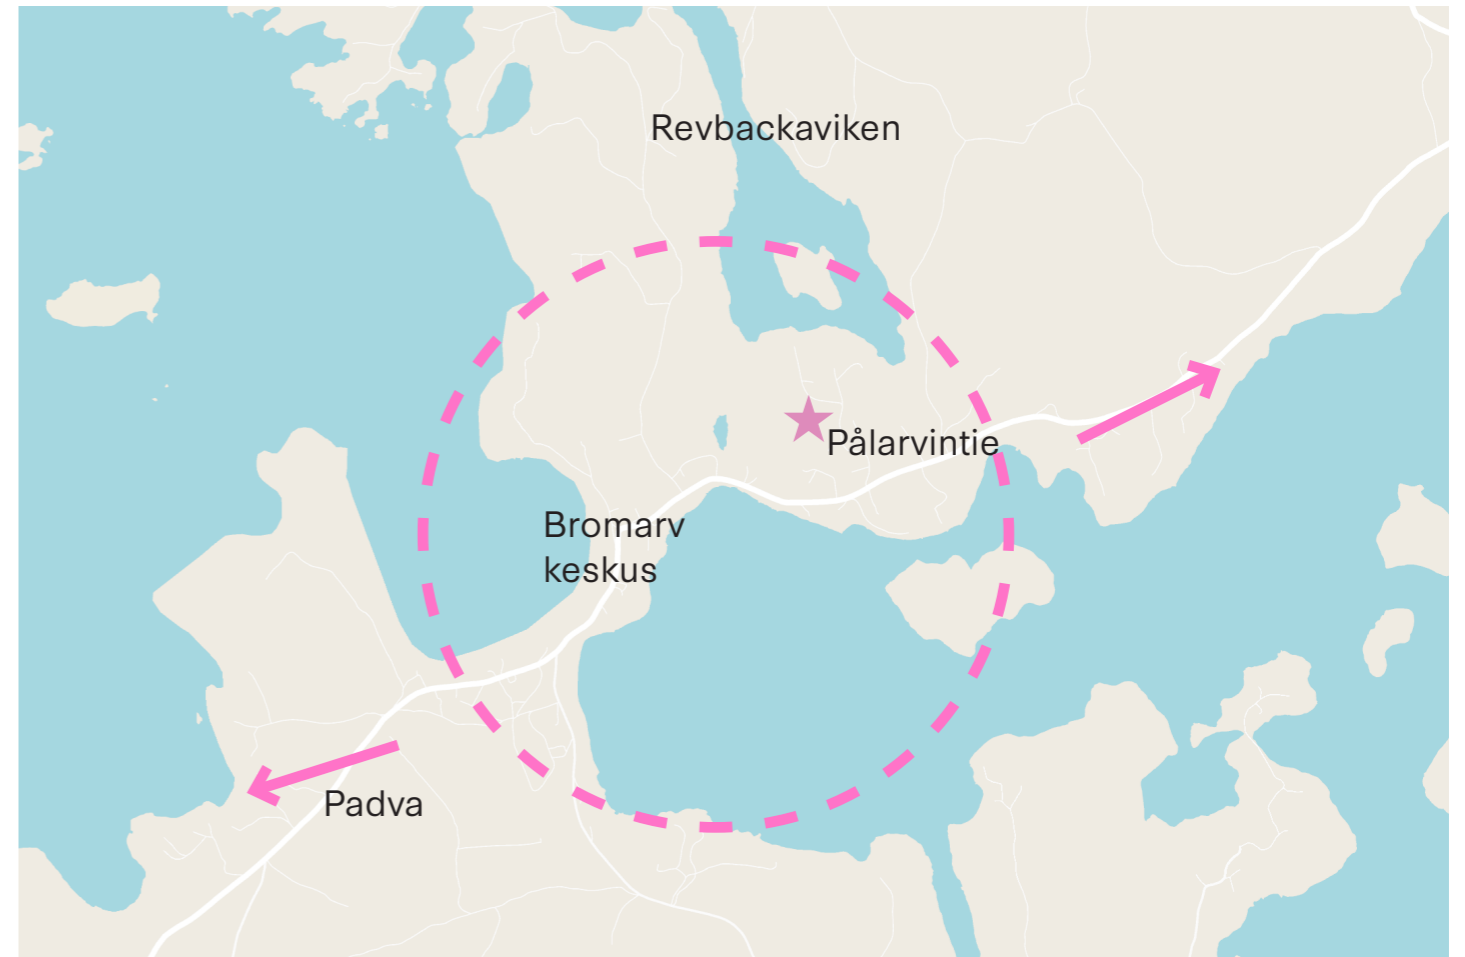 Revbackaviken
Pålarvintie
Bromarv
keskus
Padva